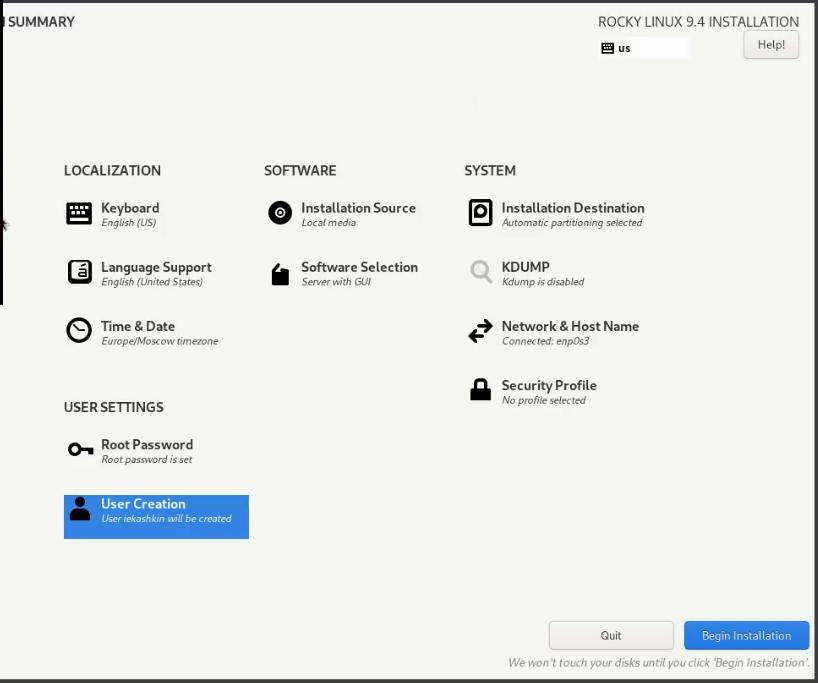 SUMMARY
ROCKY LINUX 9.4 INSTALLATION
us
Help!
LOCALIZATION
Keyboard
English (US)
Language Support
English (United States)
Time & Date
Europe/Moscow timezone
USER SETTINGS
Root Password
Root password is set
User Creation
User iekashkin will be created
SOFTWARE
Installation Source
Local media
Software Selection
Server with GUI
SYSTEM
Installation Destination
Automatic partitioning selected
KDUMP
Kdump is disabled
Network & Host Name
Connected: enp0s3
Security Profile
No profile selected
Quit
Begin Installation
We won't touch your disks until you click 'Begin Installation'.